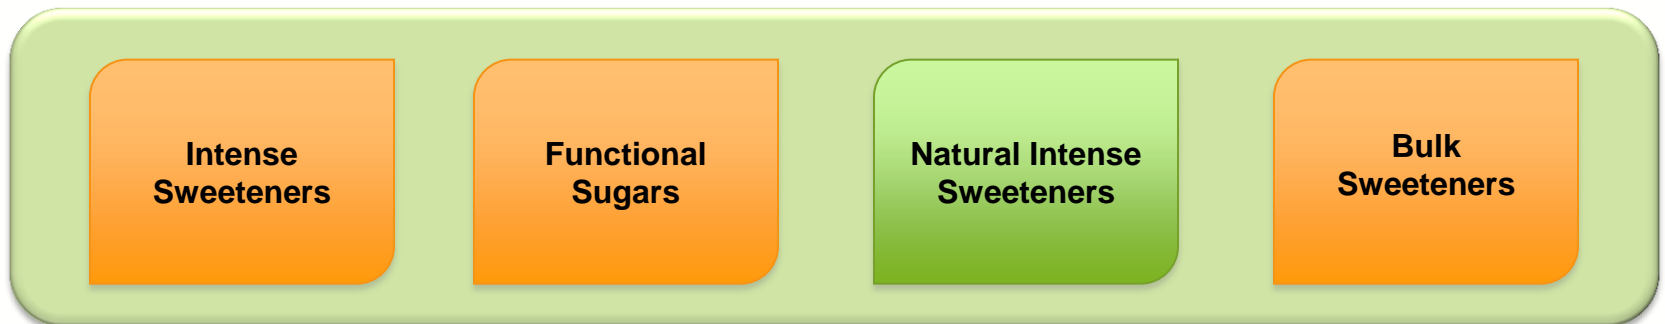 Intense
Sweeteners
Functional
Sugars
Natural Intense
Sweeteners
Bulk
Sweeteners